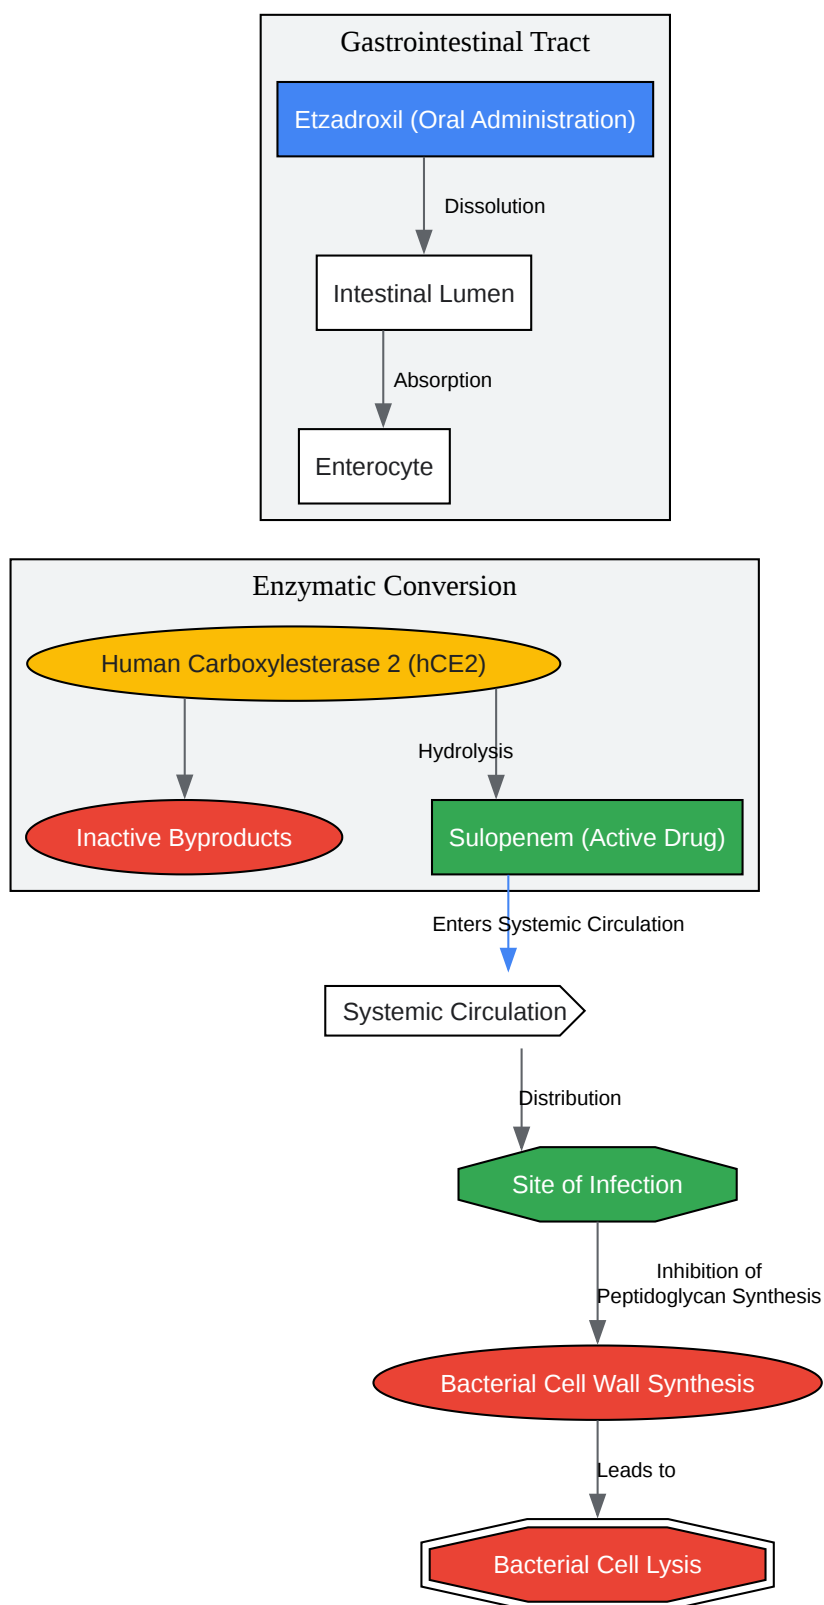 Gastrointestinal Tract
Etzadroxil (Oral Administration)
Dissolution
Intestinal Lumen
Absorption
Enterocyte
Enzymatic Conversion
Human Carboxylesterase 2 (hCE2)
Hydrolysis
Inactive Byproducts
Sulopenem (Active Drug)
Enters Systemic Circulation
Systemic Circulation
Distribution
Site of Infection
Inhibition of
Peptidoglycan Synthesis
Bacterial Cell Wall Synthesis
Leads to
Bacterial Cell Lysis